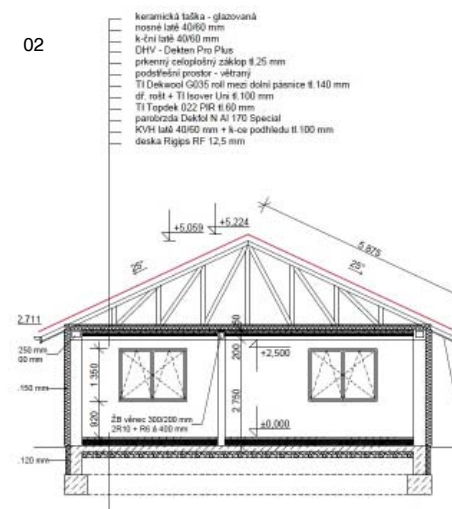 02
keramická taška - glazovaná
nosné latě 40/60 mm
k-ční latě 40/60 mm
DHV - Dekten Pro Plus
prkenný celoplošný záklop tl.25 mm
podstřešní prostor - větraný
TI Dekwool G035 roll mezi dolní pásnice tl.140 mm
dř. rošt + TI Isover Uni tl.100 mm
TI Topdek 022 PIR tl.60 mm
parobrzda Dekfol N Al 170 Special
KVH latě 40/60 mm + k-ce podhledu tl.100 mm
deska Rigips RF 12,5 mm
+5,059
+5,224
5.875
25°
25°
2.711
250 mm
00 mm
200
+2,500
.150 mm
1.350
2.750
920
ŽB věnec 300/200 mm
2R10 + R6 á 400 mm
±0,000
.120 mm